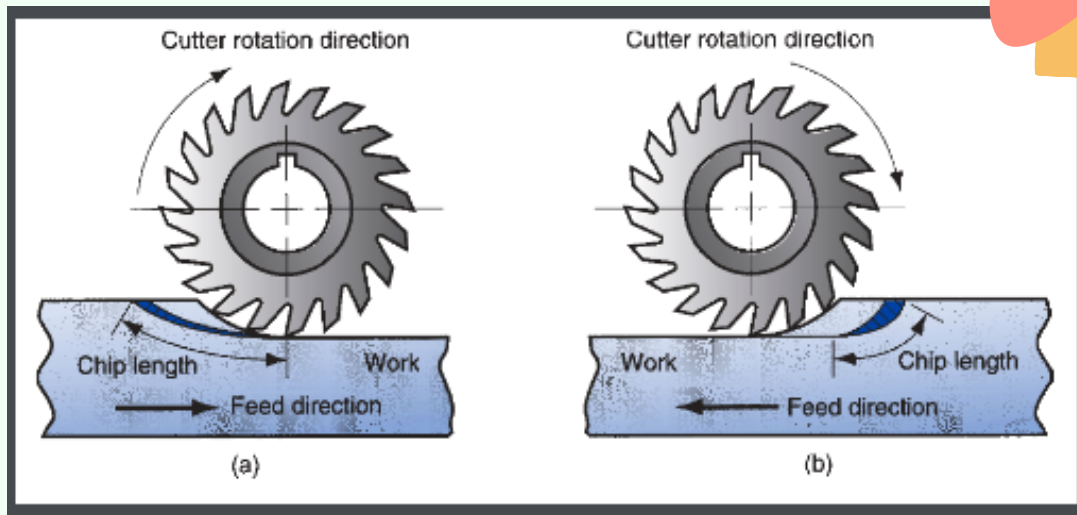 Cutter rotation direction
Cutter rotation direction
Chip length
Work
Feed direction
(a)
Work
Chip length
Feed direction
(b)